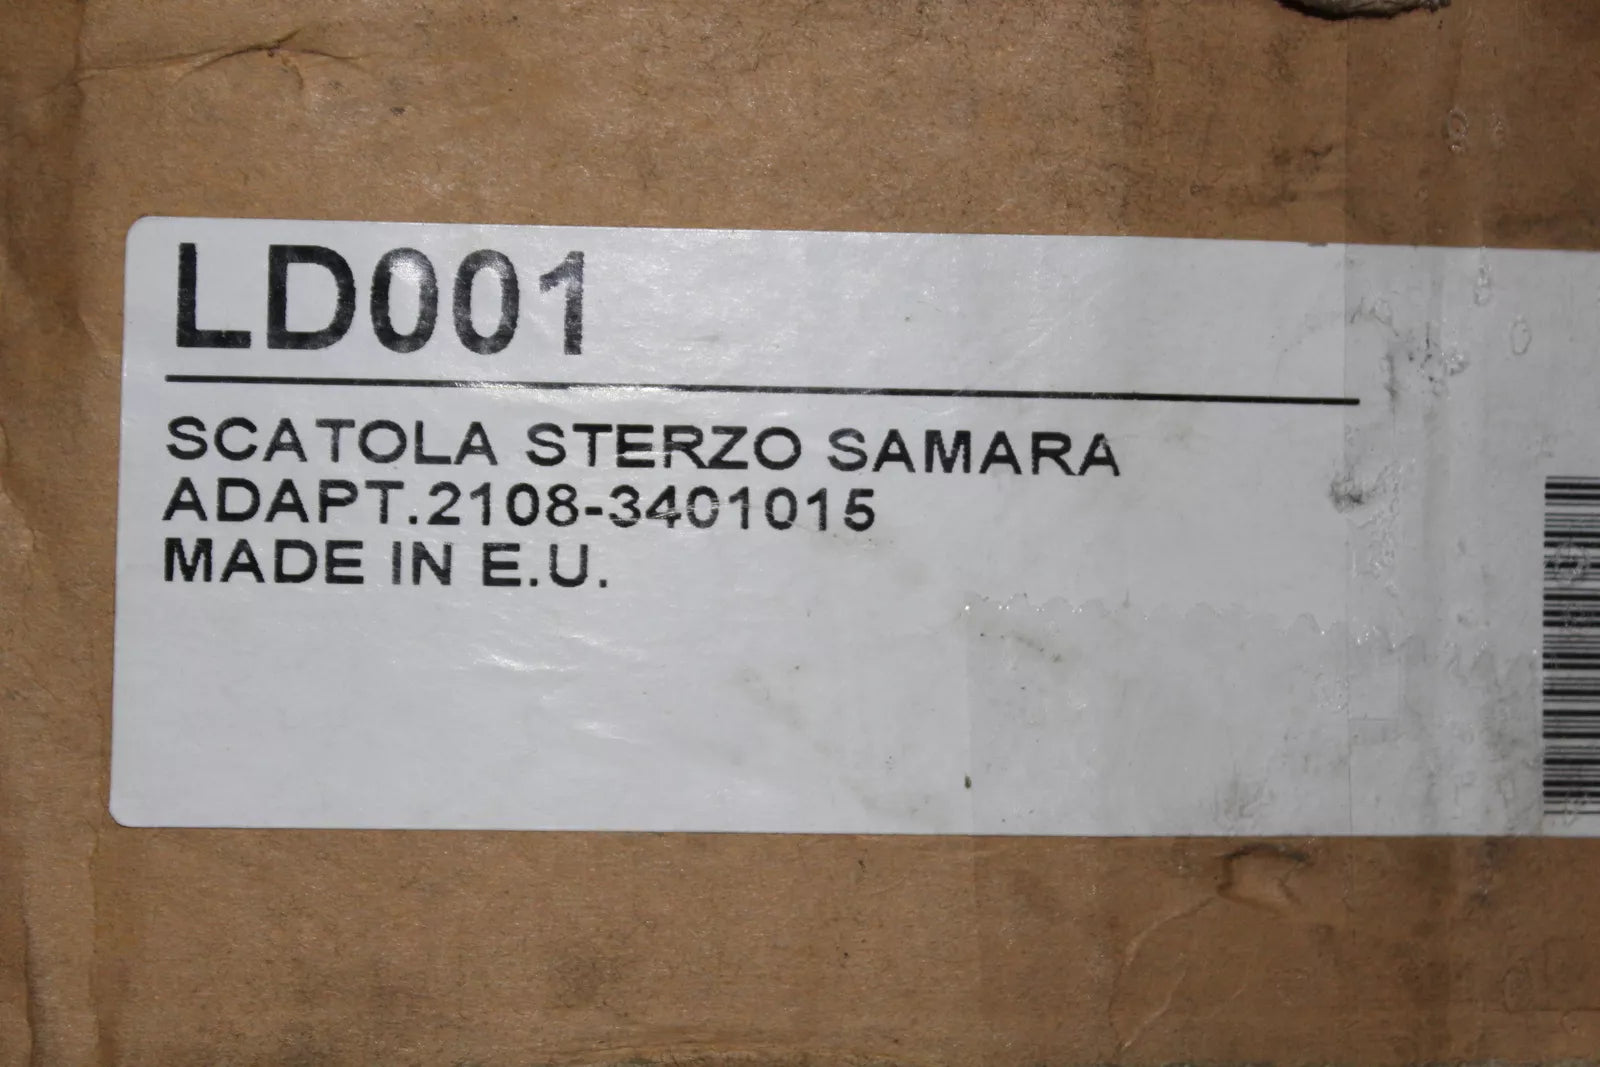 LD001
SCATOLA STERZO SAMARA
ADAPT.2108-3401015
MADE IN E.U.